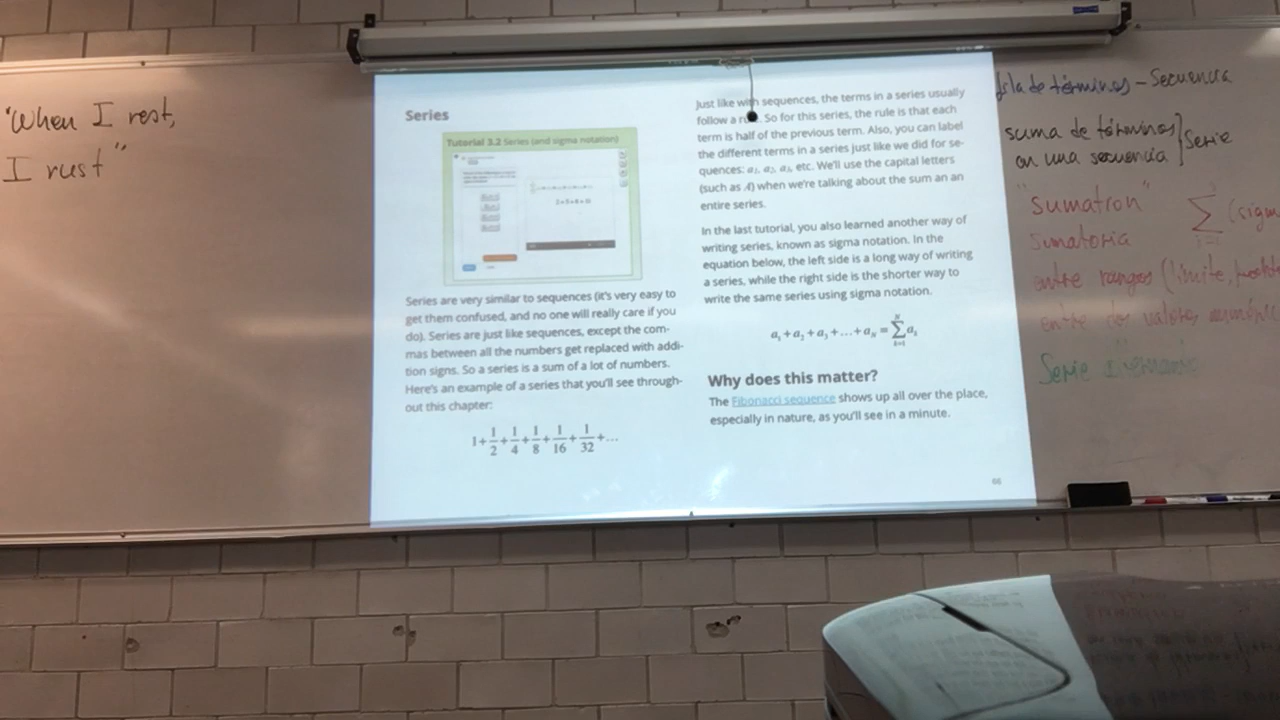 "When I rest,
I rust"
Series
Tutorial 3.2 Series (and sigma notation)
2+5+8+11
Series are very similar to sequences (it's very easy to
get them confused, and no one will really care if you
do). Series are just like sequences, except the com-
mas between all the numbers get replaced with addi-
tion signs. So a series is a sum of a lot of numbers.
Here's an example of a series that you'll see through-
out this chapter:
1+1/2+1/4+1/8+1/16+1/32+...
Just like with sequences, the terms in a series usually
follow a So for this series, the rule is that each
term is half of the previous term. Also, you can label
the different terms in a series just like we did for se-
quences: a₁, a₂, a₃, etc. We'll use the capital letters
(such as A) when we're talking about the sum an an
entire series.
In the last tutorial, you also learned another way of
writing series, known as sigma notation. In the
equation below, the left side is a long way of writing
a series, while the right side is the shorter way to
write the same series using sigma notation.
a₁+a₂+a₃+...+a_N = ∑_{k=1}^{N} a_k
Why does this matter?
The Fibonacci sequence shows up all over the place,
especially in nature, as you'll see in a minute.
66
de términos - Secuencia
suma de términos
en una secuencia } Serie
"sumatron" ∑
sumatoria
entre rangos (límite,
entre dos valores
Serie